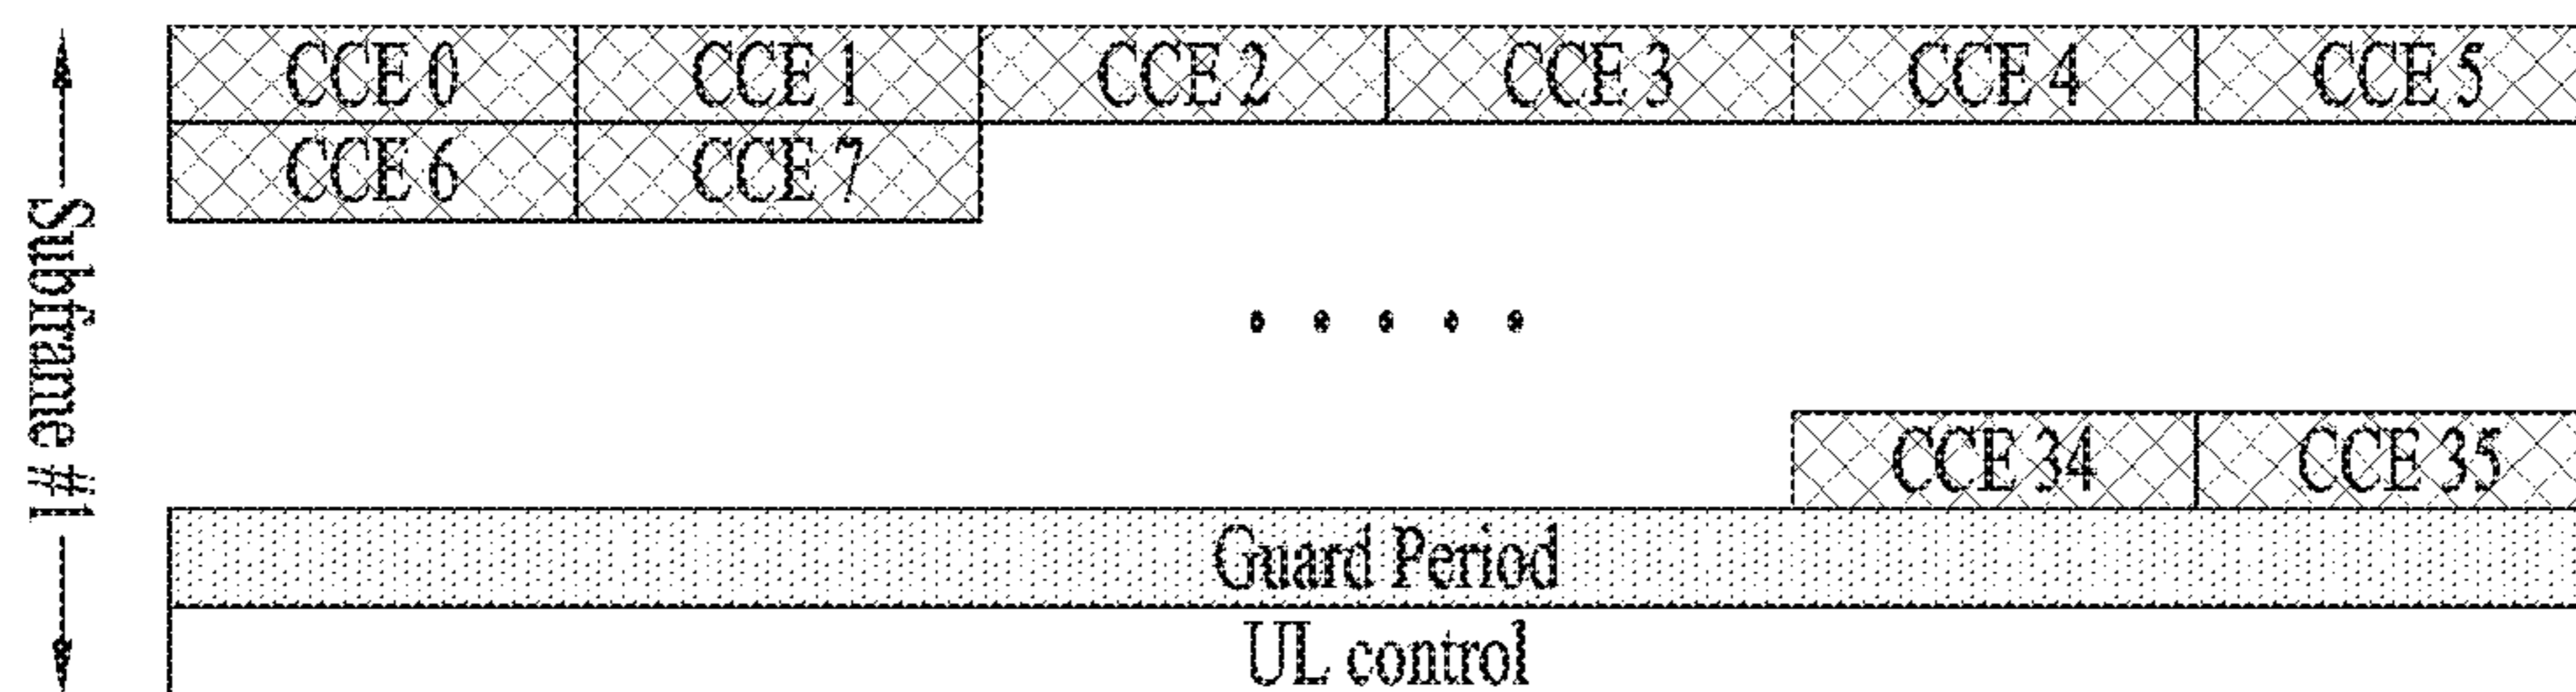 CCE 0 CCE 1 CCE 2 CCE 3 CCE 4 CCE 5
CCE 6 CCE 7
Subframe #1
.....
CCE 34 CCE 35
Guard Period
UL control